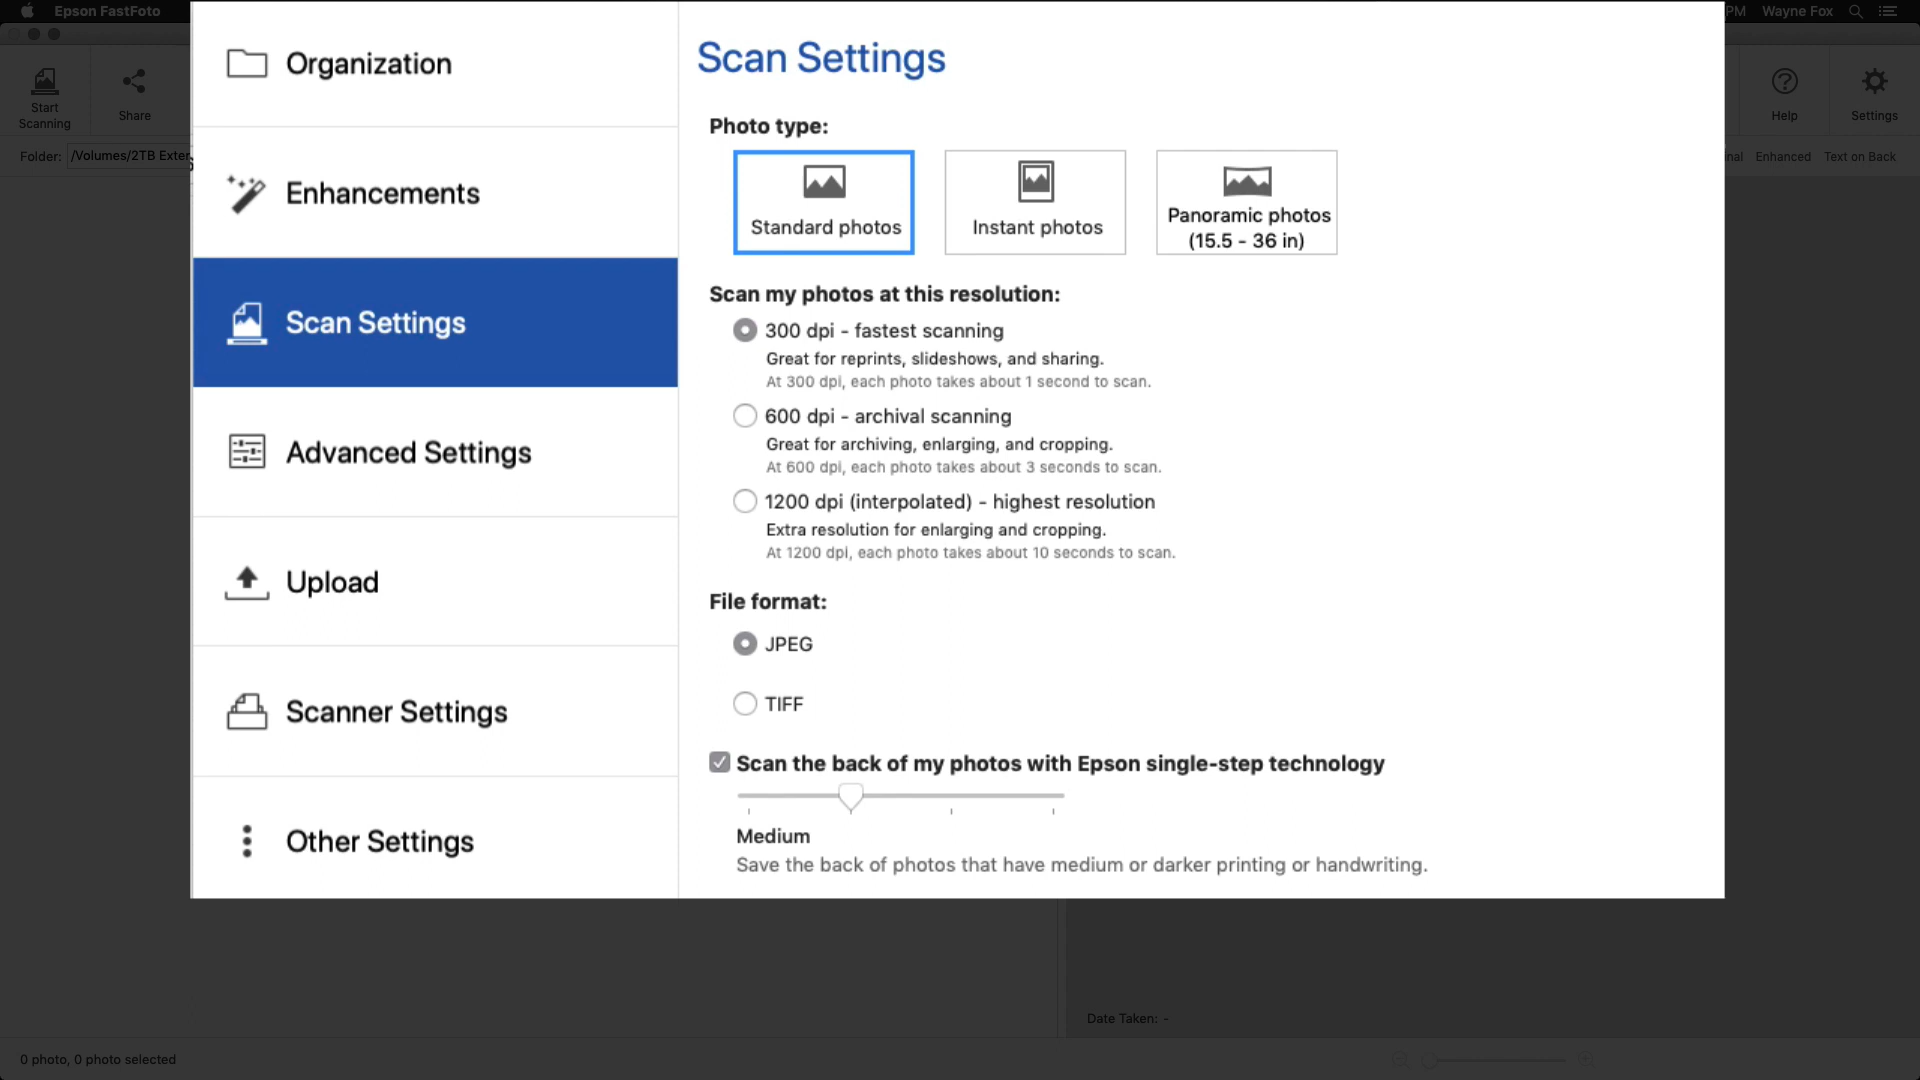 Epson FastFoto
PM Wayne Fox
Start
Scanning
Share
Help
Settings
Folder: /Volumes/2TB Exter
Enhanced Text on Back
Organization
Enhancements
Scan Settings
Advanced Settings
Upload
Scanner Settings
Other Settings
Scan Settings
Photo type:
Standard photos
Instant photos
Panoramic photos
(15.5 - 36 in)
Scan my photos at this resolution:
300 dpi - fastest scanning
Great for reprints, slideshows, and sharing.
At 300 dpi, each photo takes about 1 second to scan.
600 dpi - archival scanning
Great for archiving, enlarging, and cropping.
At 600 dpi, each photo takes about 3 seconds to scan.
1200 dpi (interpolated) - highest resolution
Extra resolution for enlarging and cropping.
At 1200 dpi, each photo takes about 10 seconds to scan.
File format:
JPEG
TIFF
Scan the back of my photos with Epson single-step technology
Medium
Save the back of photos that have medium or darker printing or handwriting.
Date Taken: -
0 photo, 0 photo selected